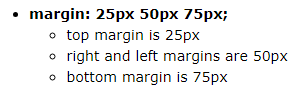 margin: 25px 50px 75px;
top margin is 25px
right and left margins are 50px
bottom margin is 75px